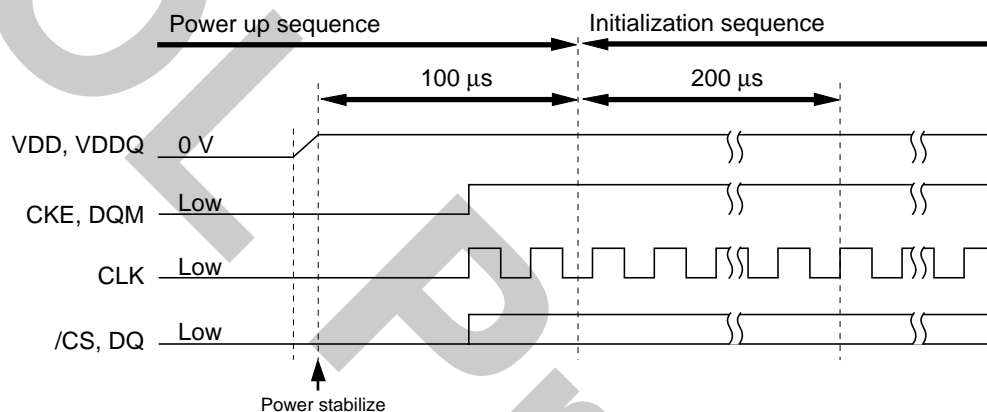 Power up sequence Initialization sequence
100 µs 200 µs
VDD, VDDQ 0 V
CKE, DQM Low
CLK Low
/CS, DQ Low
Power stabilize